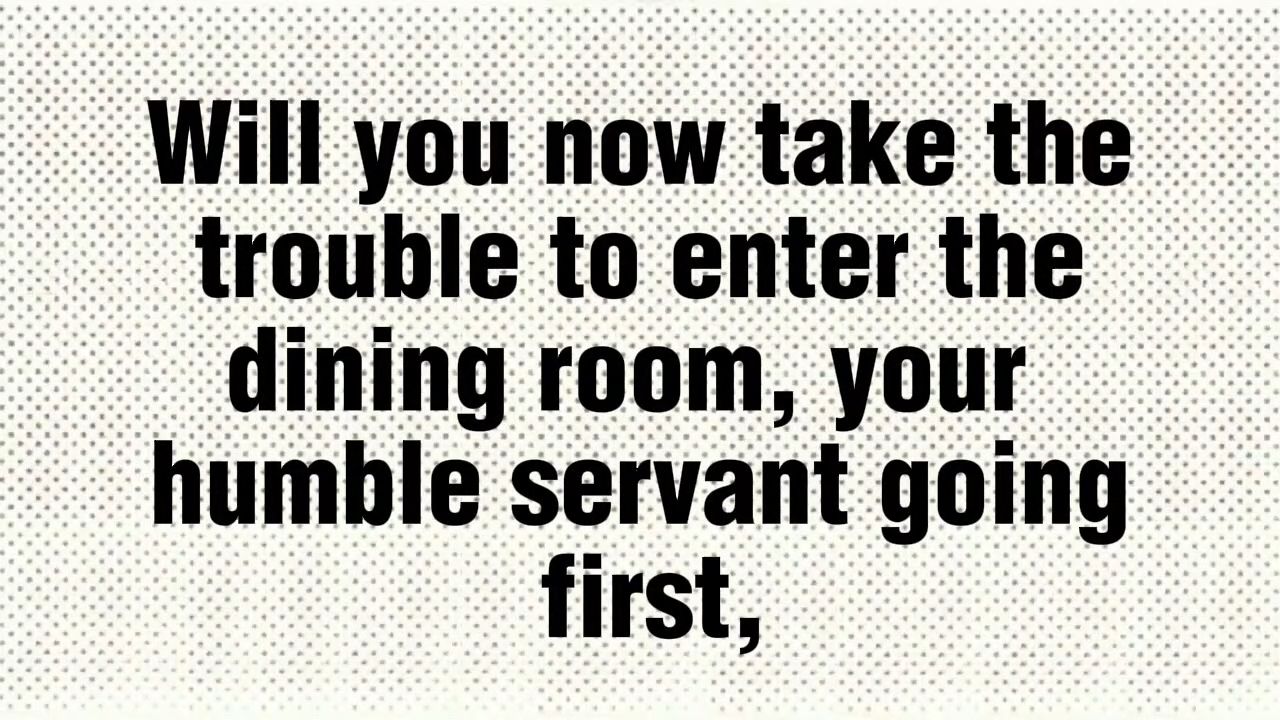 Will you now take the
trouble to enter the
dining room, your
humble servant going
first,